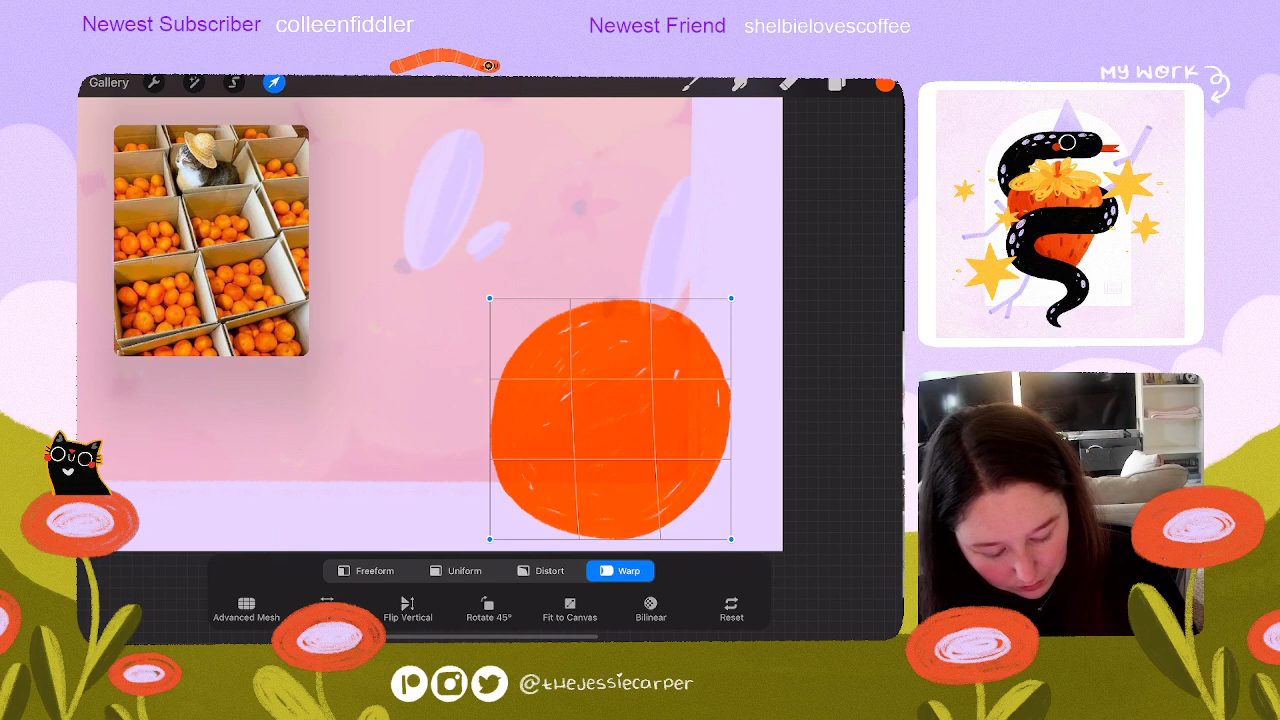 Newest Subscriber colleenfiddler
Newest Friend shelbielovescoffee
MY WORK
Gallery
Freeform Uniform Distort Warp
Advanced Mesh Flip Vertical Rotate 45° Fit to Canvas Bilinear Reset
@theJessiecarper